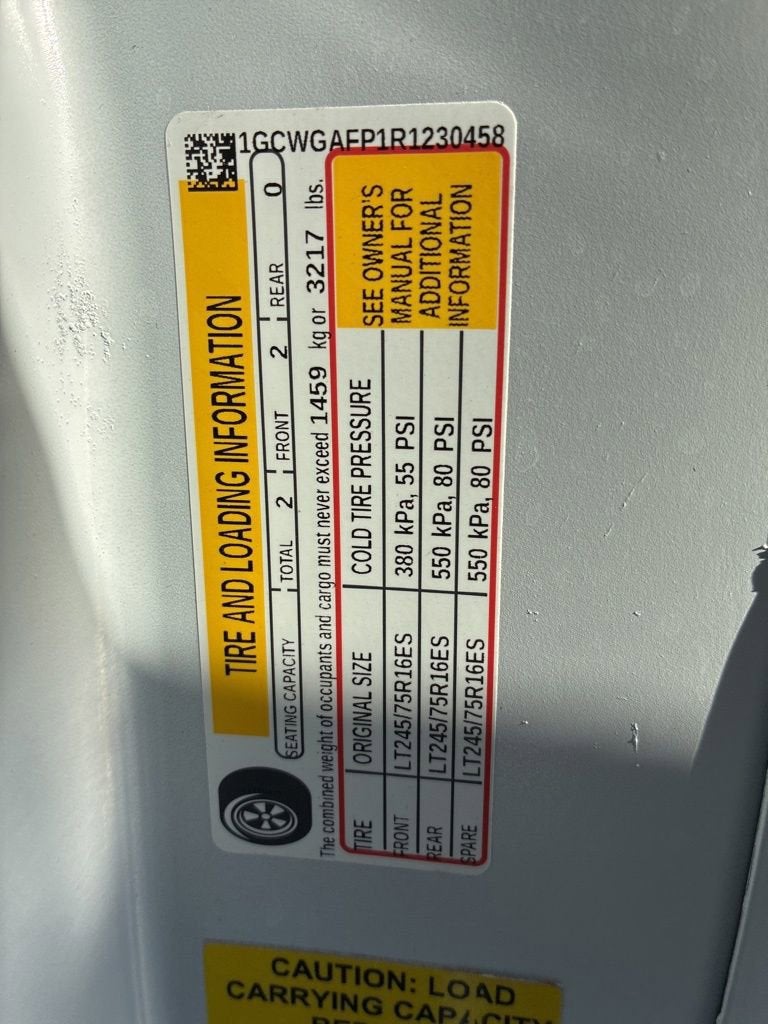 1GCWGAFP1R1230458
TIRE AND LOADING INFORMATION
SEATING CAPACITY TOTAL 2 FRONT 2 REAR 0
The combined weight of occupants and cargo must never exceed 1459 kg or 3217 lbs.
TIRE ORIGINAL SIZE COLD TIRE PRESSURE
FRONT LT245/75R16ES 380 kPa, 55 PSI
REAR LT245/75R16ES 550 kPa, 80 PSI
SPARE LT245/75R16ES 550 kPa, 80 PSI
SEE OWNER'S
MANUAL FOR
ADDITIONAL
INFORMATION
CAUTION: LOAD
CARRYING CAPACITY